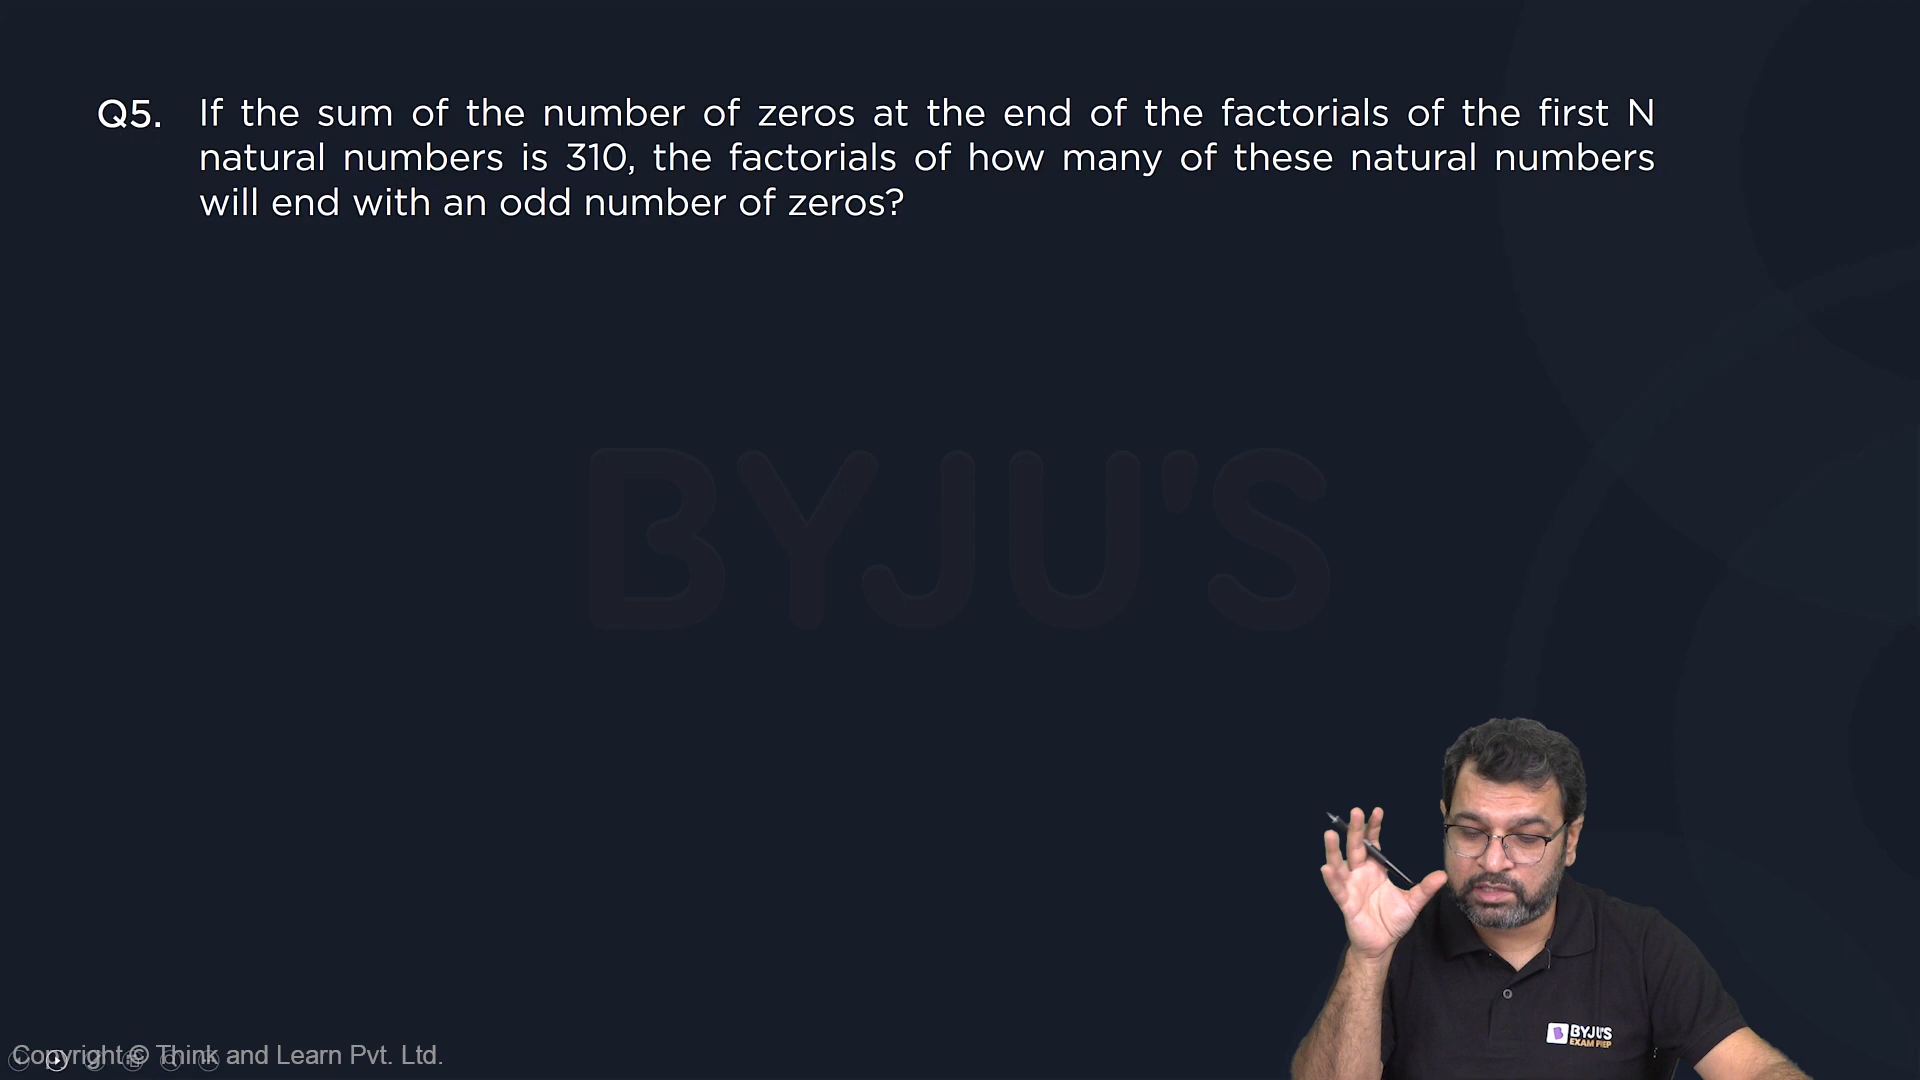 Q5. If the sum of the number of zeros at the end of the factorials of the first N
natural numbers is 310, the factorials of how many of these natural numbers
will end with an odd number of zeros?
BYJU'S
BYJU'S
EXAM PREP
Copyright © Think and Learn Pvt. Ltd.